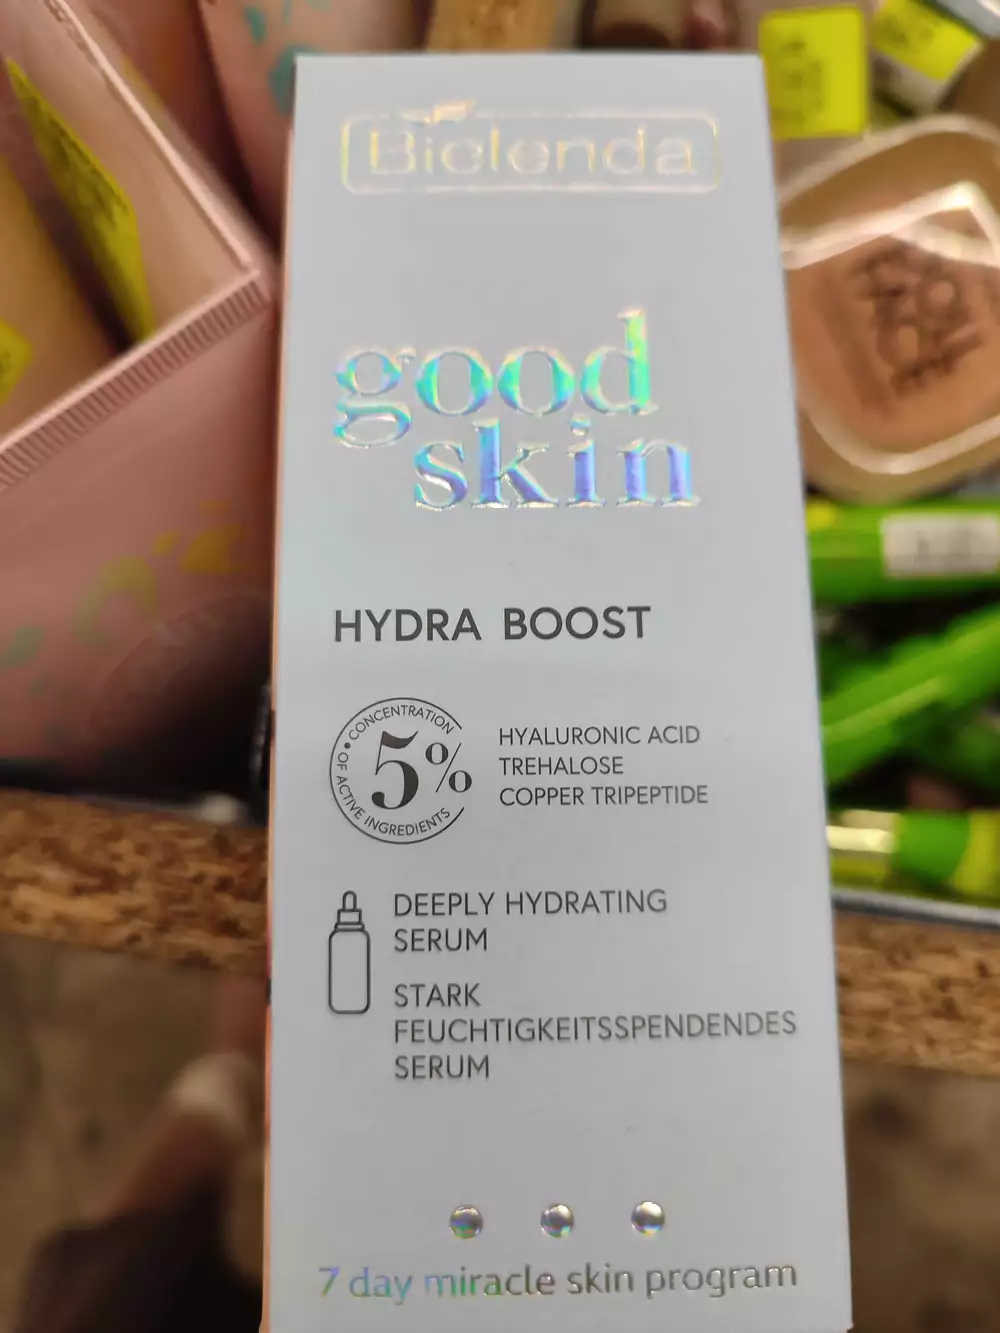 Bielenda
good
skin
HYDRA BOOST
CONCENTRATION
OF ACTIVE INGREDIENTS
5%
HYALURONIC ACID
TREHALOSE
COPPER TRIPEPTIDE
DEEPLY HYDRATING
SERUM
STARK
FEUCHTIGKEITSSPENDENDES
SERUM
7 day miracle skin program